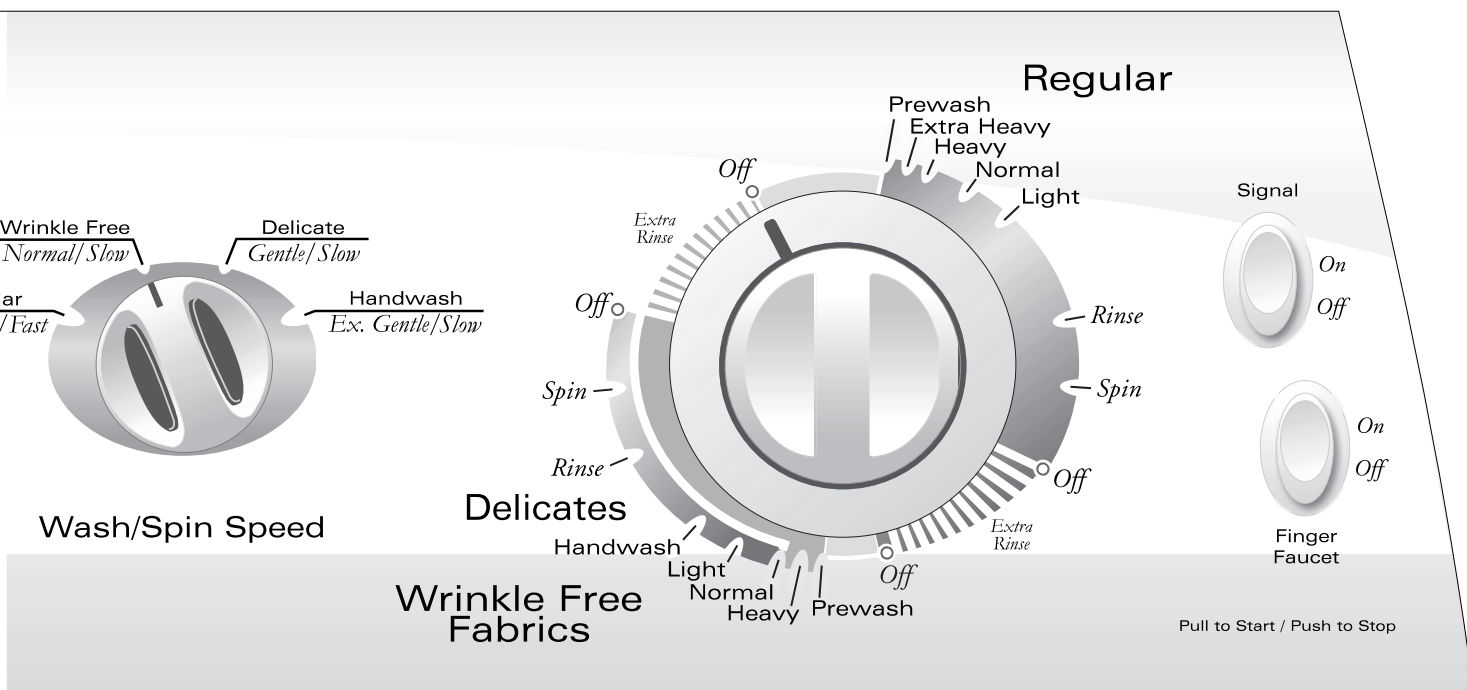 Regular
Prewash
Extra Heavy
Heavy
Normal
Light
Off
Extra
Rinse
Off
Spin
Rinse
Delicates
Handwash
Light
Normal
Heavy
Prewash
Wrinkle Free
Fabrics
Rinse
Spin
Off
Extra
Rinse
Off
Wrinkle Free
Normal/Slow
Delicate
Gentle/Slow
lar
/Fast
Handwash
Ex. Gentle/Slow
Wash/Spin Speed
Signal
On
Off
On
Off
Finger
Faucet
Pull to Start / Push to Stop